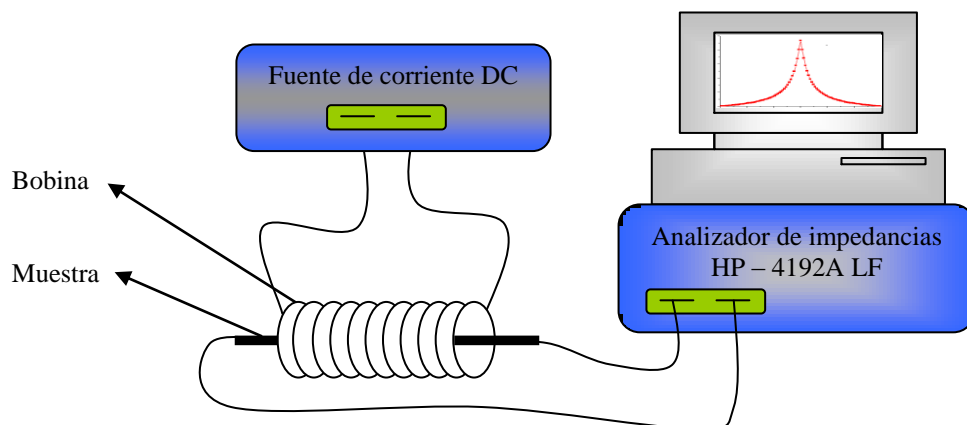 Fuente de corriente DC
Bobina
Muestra
Analizador de impedancias
HP – 4192A LF